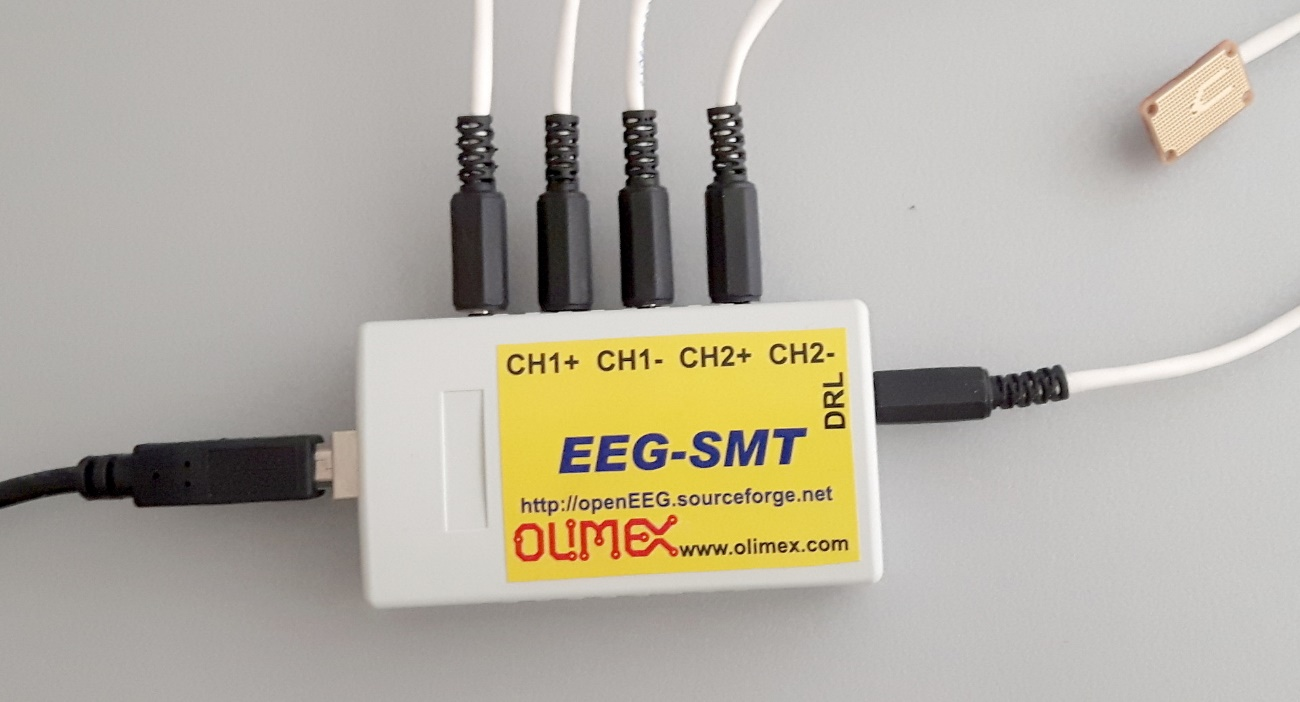 CH1+ CH1- CH2+ CH2-
DRL
EEG-SMT
http://openEEG.sourceforge.net
OLIMEX www.olimex.com